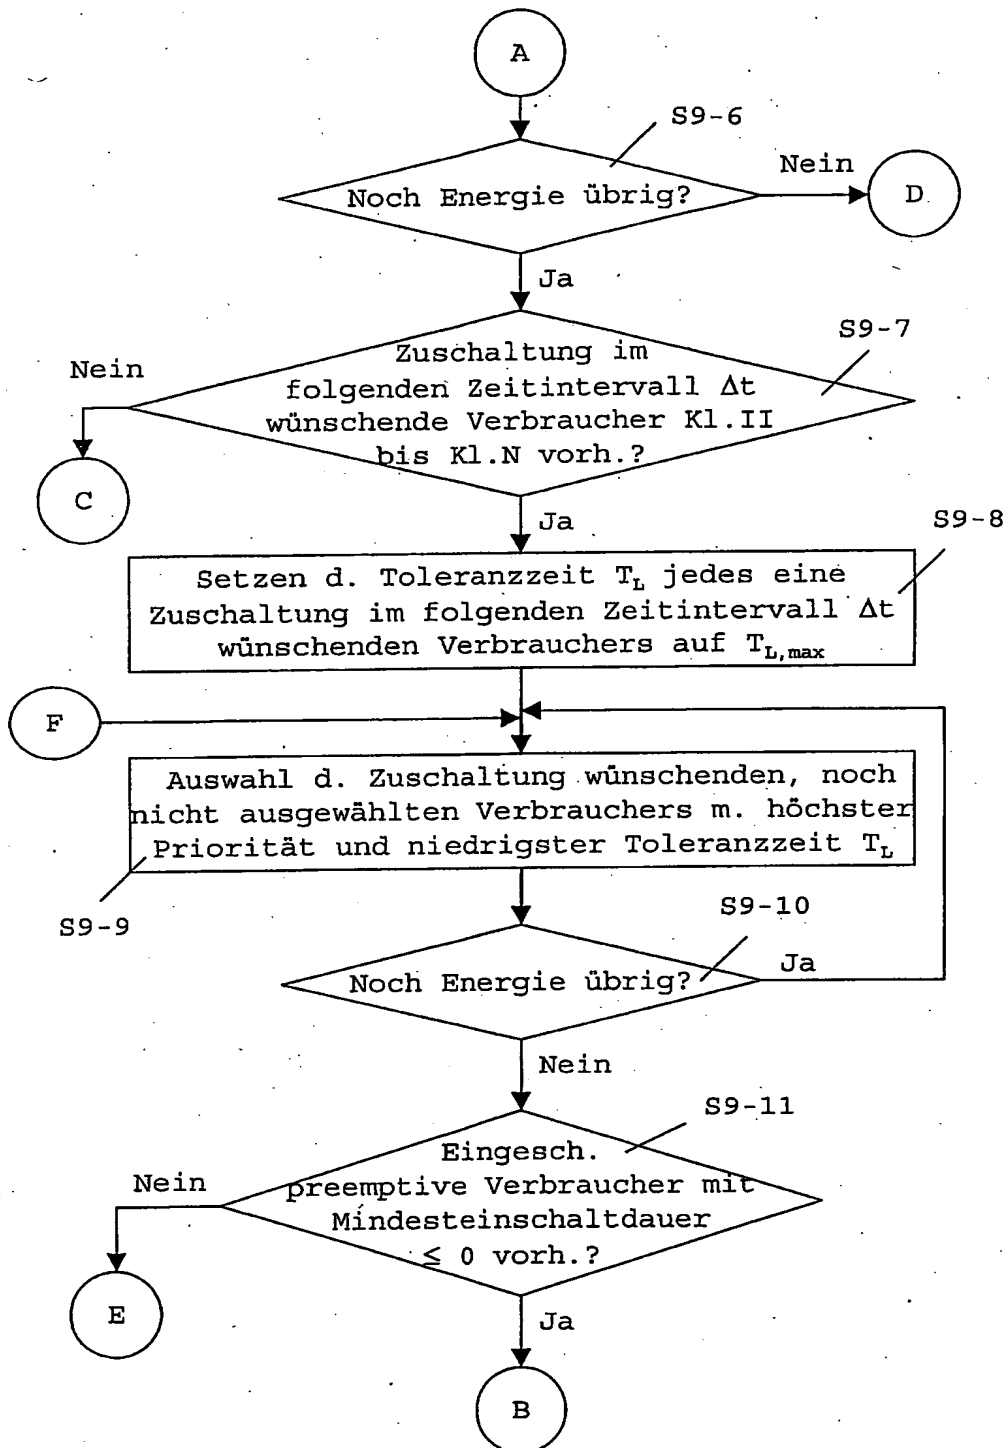 A
S9-6
Noch Energie übrig?
Nein
D
Ja
S9-7
Nein
Zuschaltung im
folgenden Zeitintervall Δt
wünschende Verbraucher Kl.II
bis Kl.N vorh.?
C
Ja
S9-8
Setzen d. Toleranzzeit T_L jedes eine
Zuschaltung im folgenden Zeitintervall Δt
wünschenden Verbrauchers auf T_L,max
F
Auswahl d. Zuschaltung wünschenden, noch
nicht ausgewählten Verbrauchers m. höchster
Priorität und niedrigster Toleranzzeit T_L
S9-9
S9-10
Noch Energie übrig?
Ja
Nein
S9-11
Eingesch.
preemptive Verbraucher mit
Mindesteinschaltdauer
≤ 0 vorh.?
Nein
E
Ja
B